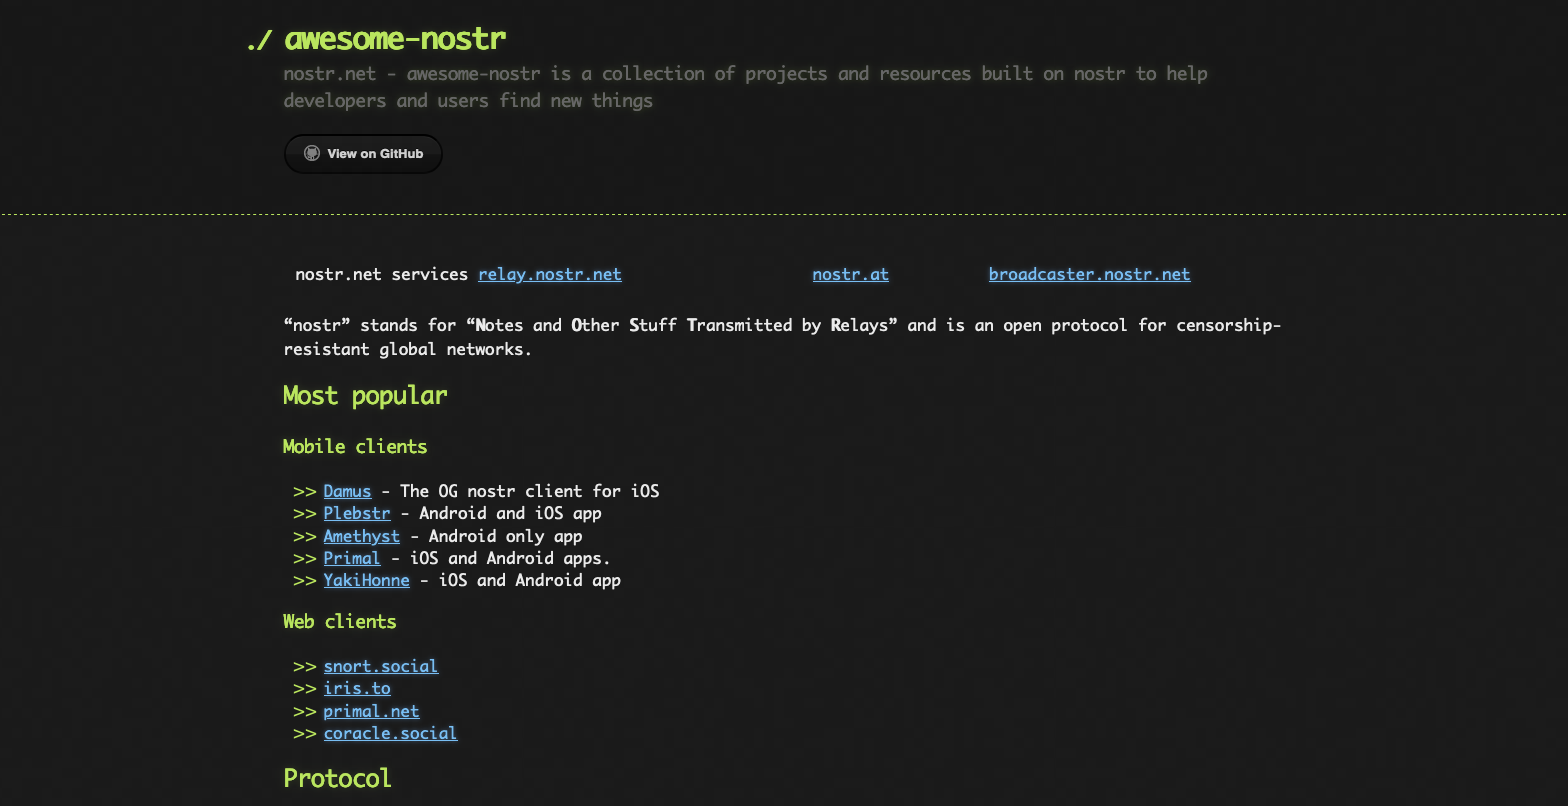 ./ awesome-nostr
nostr.net - awesome-nostr is a collection of projects and resources built on nostr to help
developers and users find new things
View on GitHub
nostr.net services relay.nostr.net nostr.at broadcaster.nostr.net
“nostr” stands for “Notes and Other Stuff Transmitted by Relays” and is an open protocol for censorship-
resistant global networks.
Most popular
Mobile clients
>> Damus - The OG nostr client for iOS
>> Plebstr - Android and iOS app
>> Amethyst - Android only app
>> Primal - iOS and Android apps.
>> YakiHonne - iOS and Android app
Web clients
>> snort.social
>> iris.to
>> primal.net
>> coracle.social
Protocol